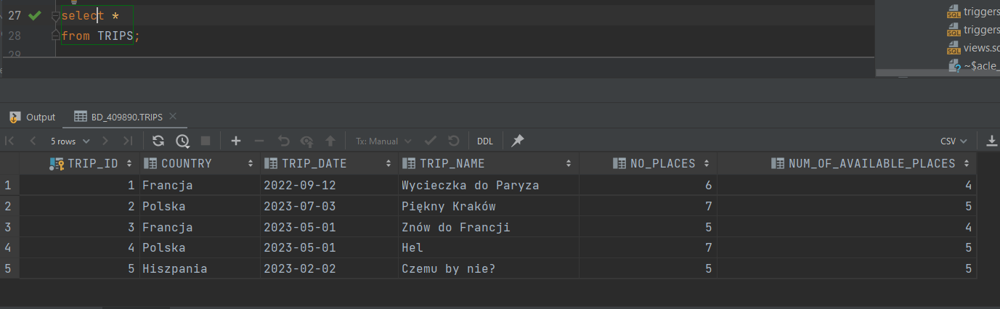 27 select *
28 from TRIPS;
29
triggers
triggers
views.sq
~$acle_
Output BD_409890.TRIPS
5 rows Tx: Manual DDL CSV
TRIP_ID COUNTRY TRIP_DATE TRIP_NAME NO_PLACES NUM_OF_AVAILABLE_PLACES
1 1 Francja 2022-09-12 Wycieczka do Paryza 6 4
2 2 Polska 2023-07-03 Piękny Kraków 7 5
3 3 Francja 2023-05-01 Znów do Francji 5 4
4 4 Polska 2023-05-01 Hel 7 5
5 5 Hiszpania 2023-02-02 Czemu by nie? 5 5